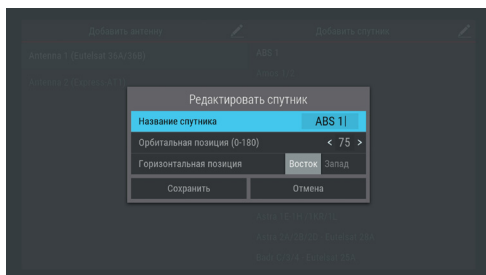 Добавить антенну
Добавить спутник
Antenna 1 (Eutelsat 36A/36B)
ABS 1
Редактировать спутник
Название спутника ABS 1
Орбитальная позиция (0-180) < 75 >
Горизонтальная позиция Восток Запад
Сохранить Отмена